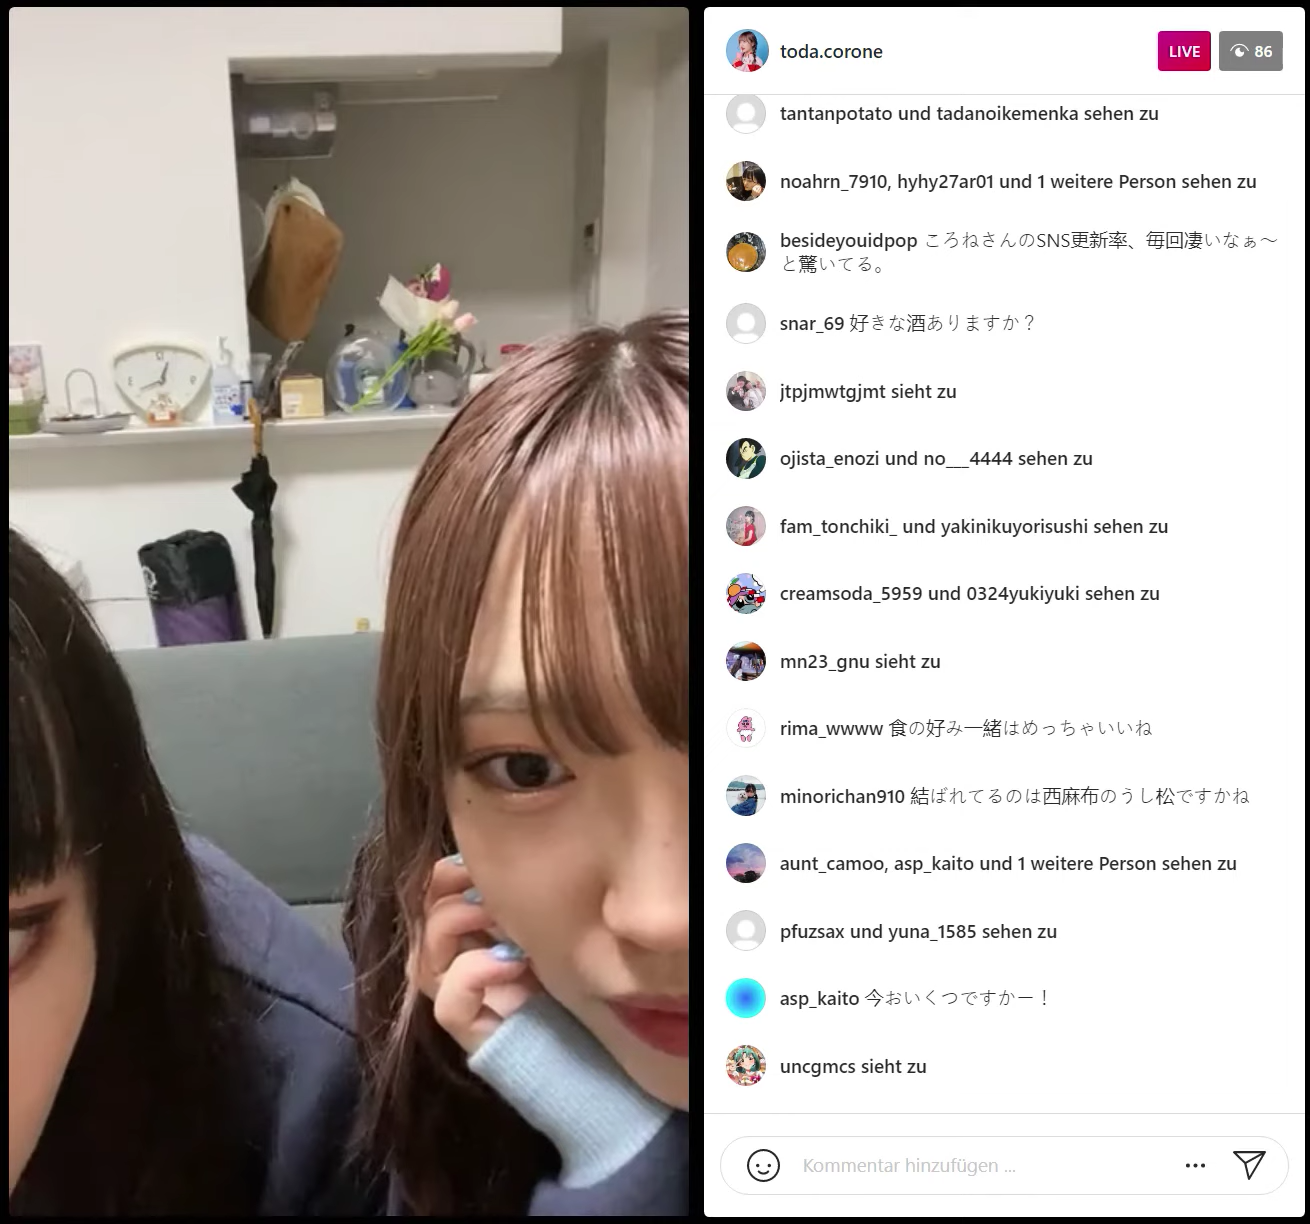 toda.corone
LIVE
86
tantanpotato und tadanoikemenka sehen zu
noahrn_7910, hyhy27ar01 und 1 weitere Person sehen zu
besideyouidpop ころねさんのSNS更新率、毎回凄いなぁ〜
と驚いてる。
snar_69 好きな酒ありますか？
jtpjmwtgjmt sieht zu
ojista_enozi und no___4444 sehen zu
fam_tonchiki_ und yakinikuyorisushi sehen zu
creamsoda_5959 und 0324yukiyuki sehen zu
mn23_gnu sieht zu
rima_wwww 食の好み一緒はめっちゃいいね
minorichan910 結ばれてるのは西麻布のうし松ですかね
aunt_camoo, asp_kaito und 1 weitere Person sehen zu
pfuzsax und yuna_1585 sehen zu
asp_kaito 今おいくつですかー！
uncgmcs sieht zu
Kommentar hinzufügen ...